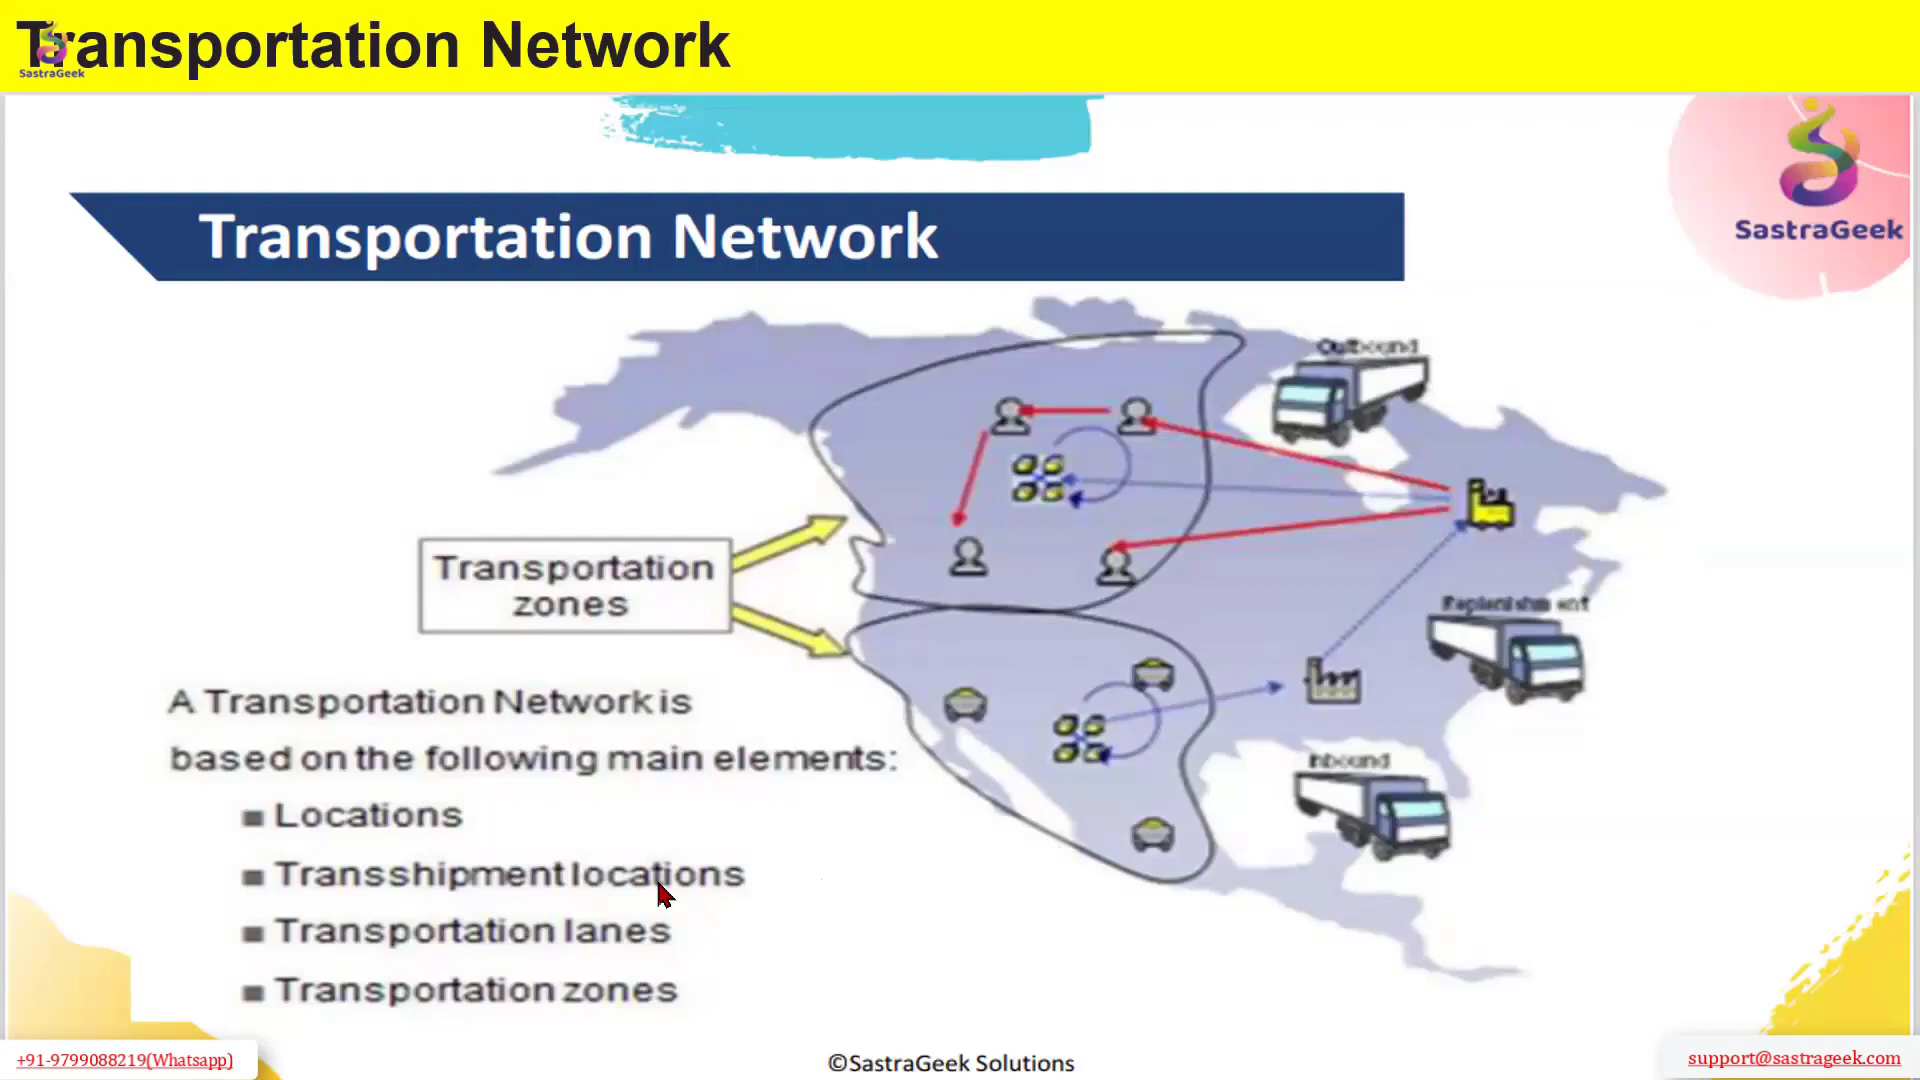 Transportation Network
SastraGeek
SastraGeek
Transportation Network
Outbound
Transportation
zones
Replenishment
A Transportation Network is
based on the following main elements:
Inbound
Locations
Transshipment locations
Transportation lanes
Transportation zones
+91-9799088219(Whatsapp)
©SastraGeek Solutions
support@sastrageek.com